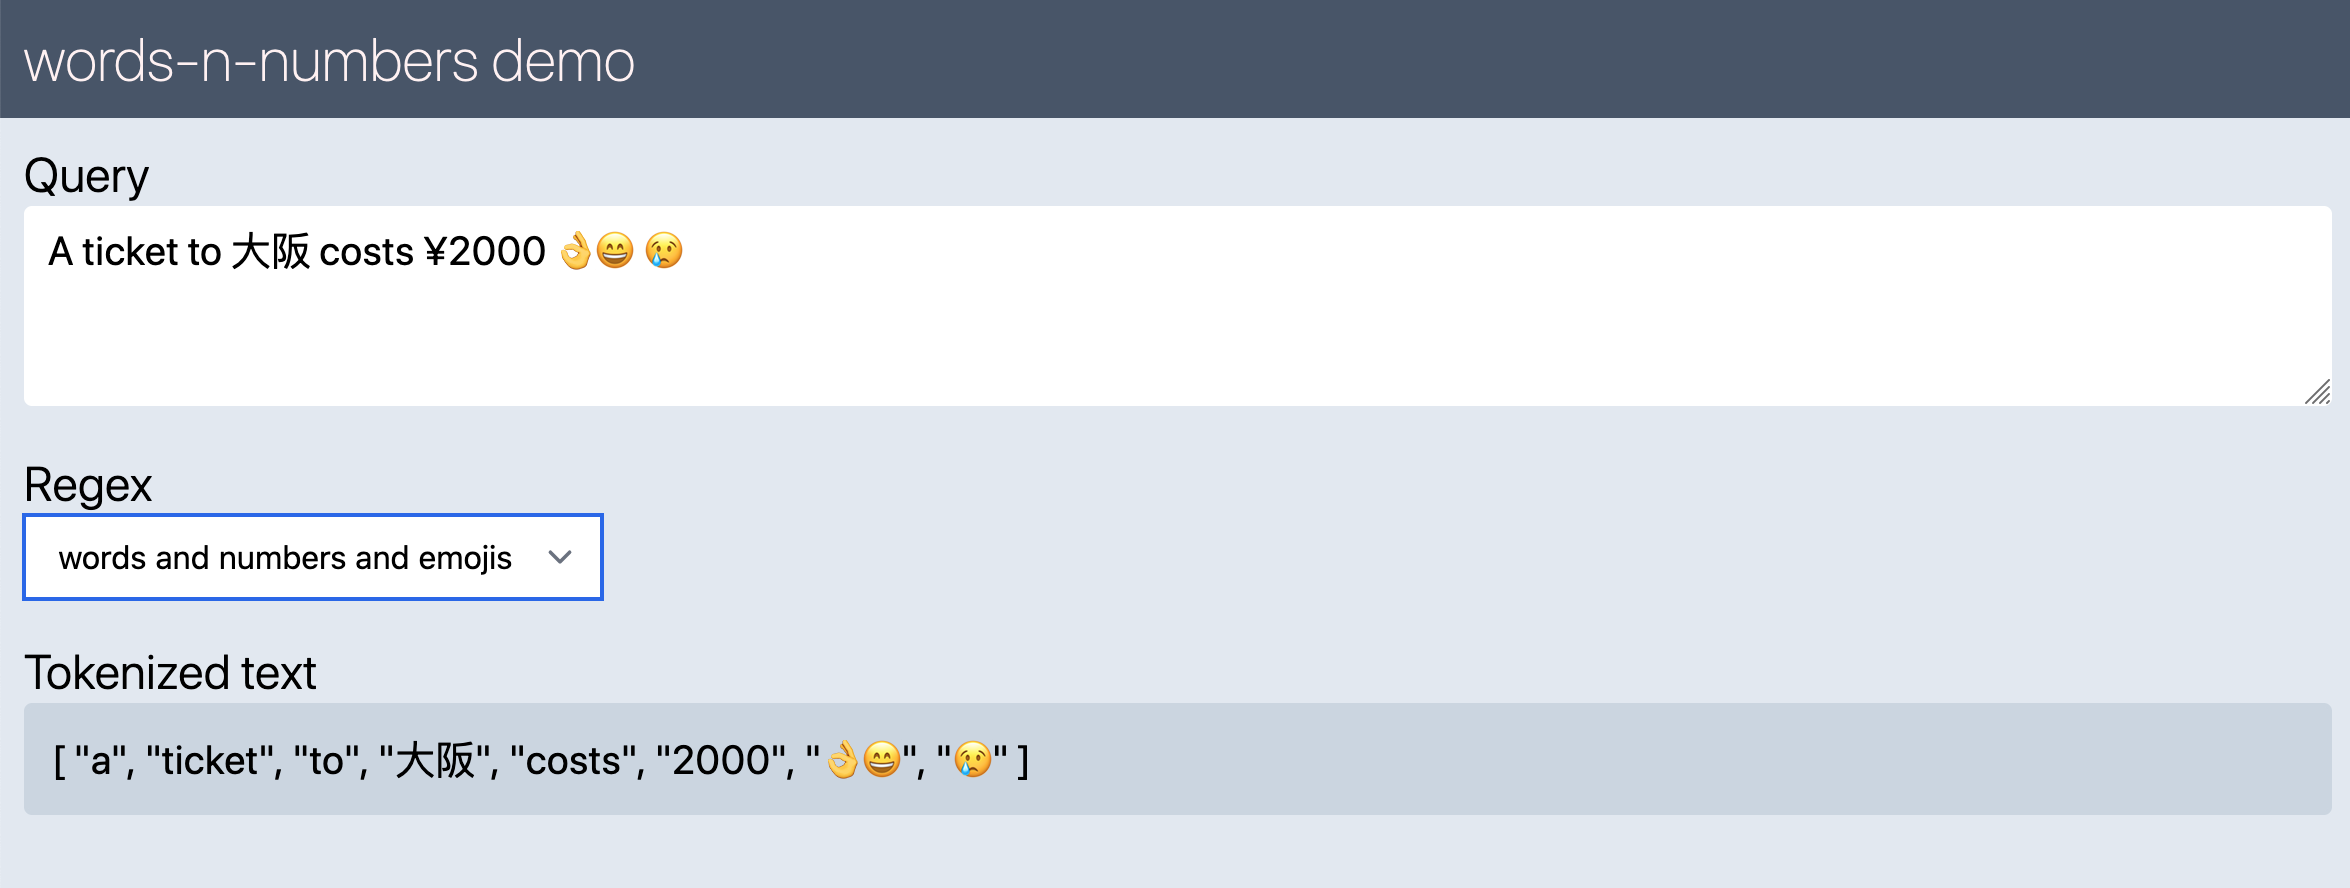 words-n-numbers demo
Query
A ticket to 大阪 costs ¥2000 👌😄 😢
Regex
words and numbers and emojis
Tokenized text
[ "a", "ticket", "to", "大阪", "costs", "2000", "👌😄", "😢" ]